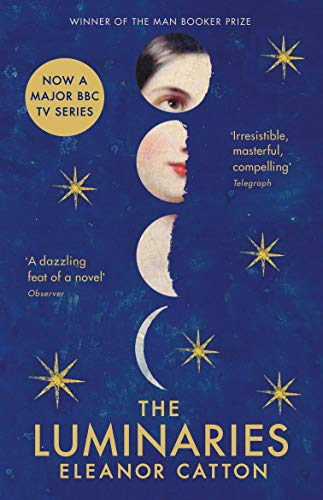 WINNER OF THE MAN BOOKER PRIZE
NOW A
MAJOR BBC
TV SERIES
‘Irresistible,
masterful,
compelling’
Telegraph
‘A dazzling
feat of a novel’
Observer
THE
LUMINARIES
ELEANOR CATTON